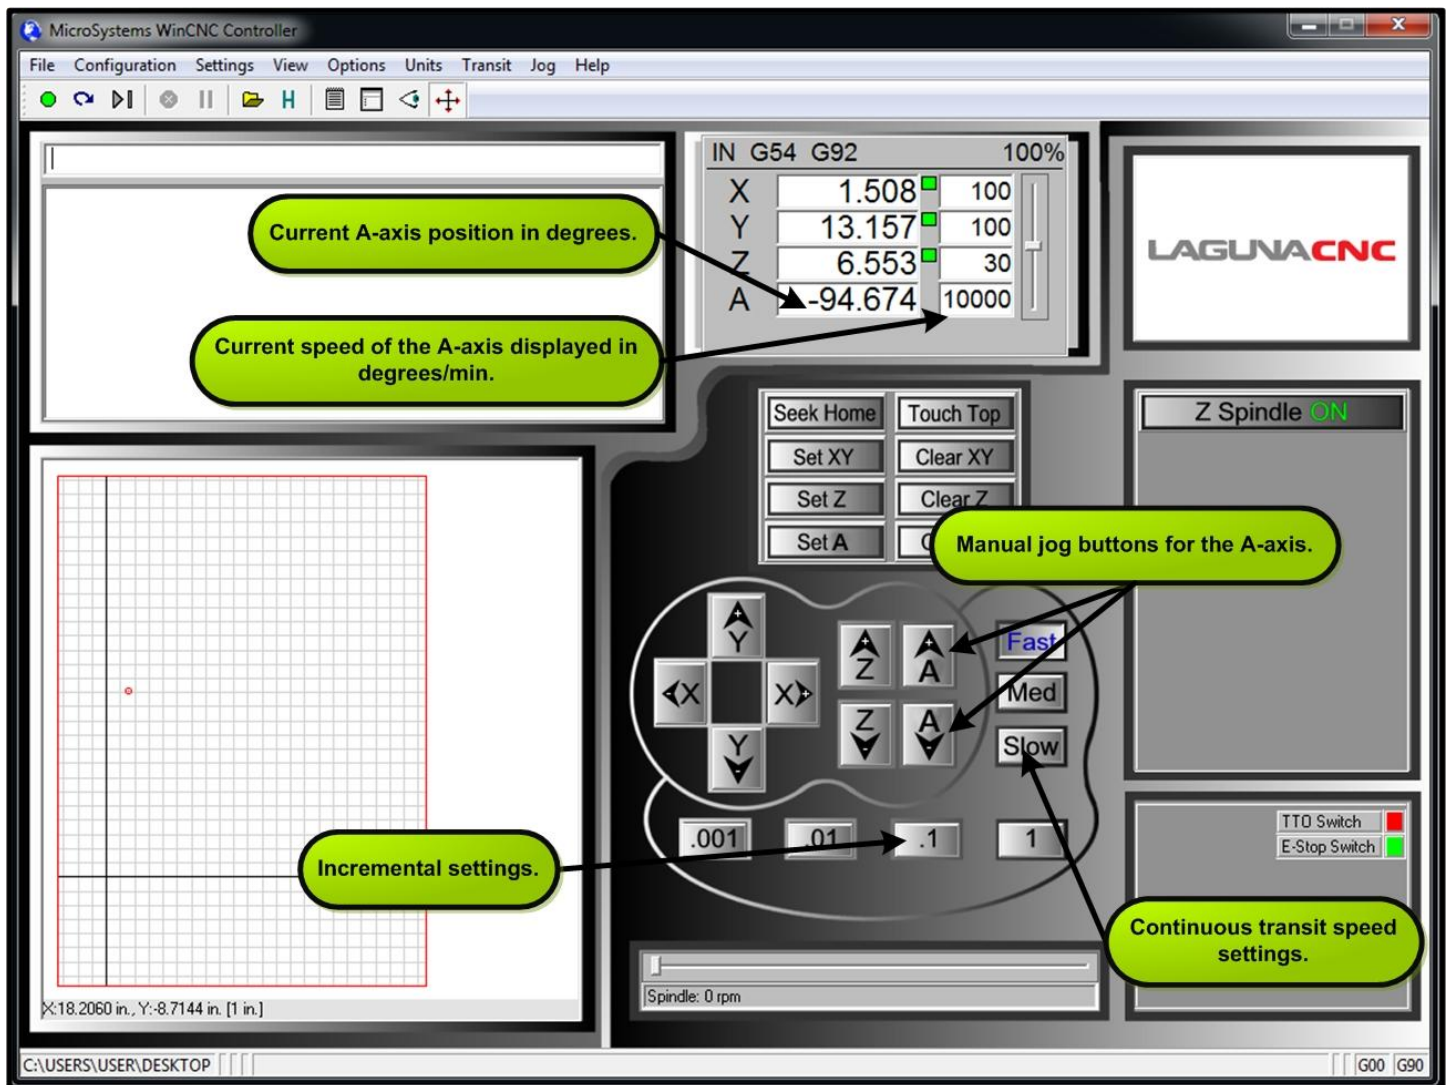 MicroSystems WinCNC Controller
File Configuration Settings View Options Units Transit Jog Help
H
IN G54 G92 100%
X 1.508 100
Y 13.157 100
Z 6.553 30
A -94.674 10000
Current A-axis position in degrees.
Current speed of the A-axis displayed in
degrees/min.
LAGUNACNC
Seek Home Touch Top
Set XY Clear XY
Set Z Clear Z
Set A
Manual jog buttons for the A-axis.
Z Spindle ON
+ Y
X X +
Y -
+ Z + A
Z A -
Fast
Med
Slow
.001 .01 .1 1
Incremental settings.
Continuous transit speed
settings.
TTO Switch
E-Stop Switch
Spindle: 0 rpm
X:18.2060 in., Y:-8.7144 in. [1 in.]
C:\USERS\USER\DESKTOP G00 G90